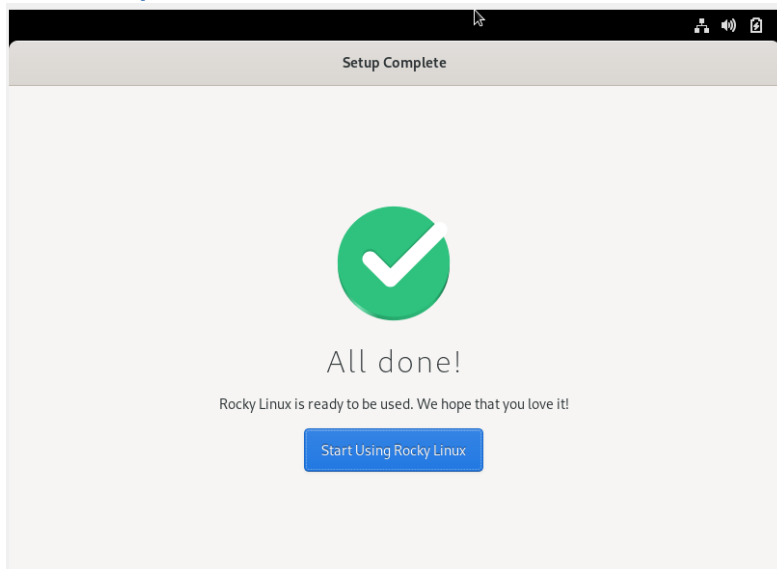 Setup Complete
All done!
Rocky Linux is ready to be used. We hope that you love it!
Start Using Rocky Linux